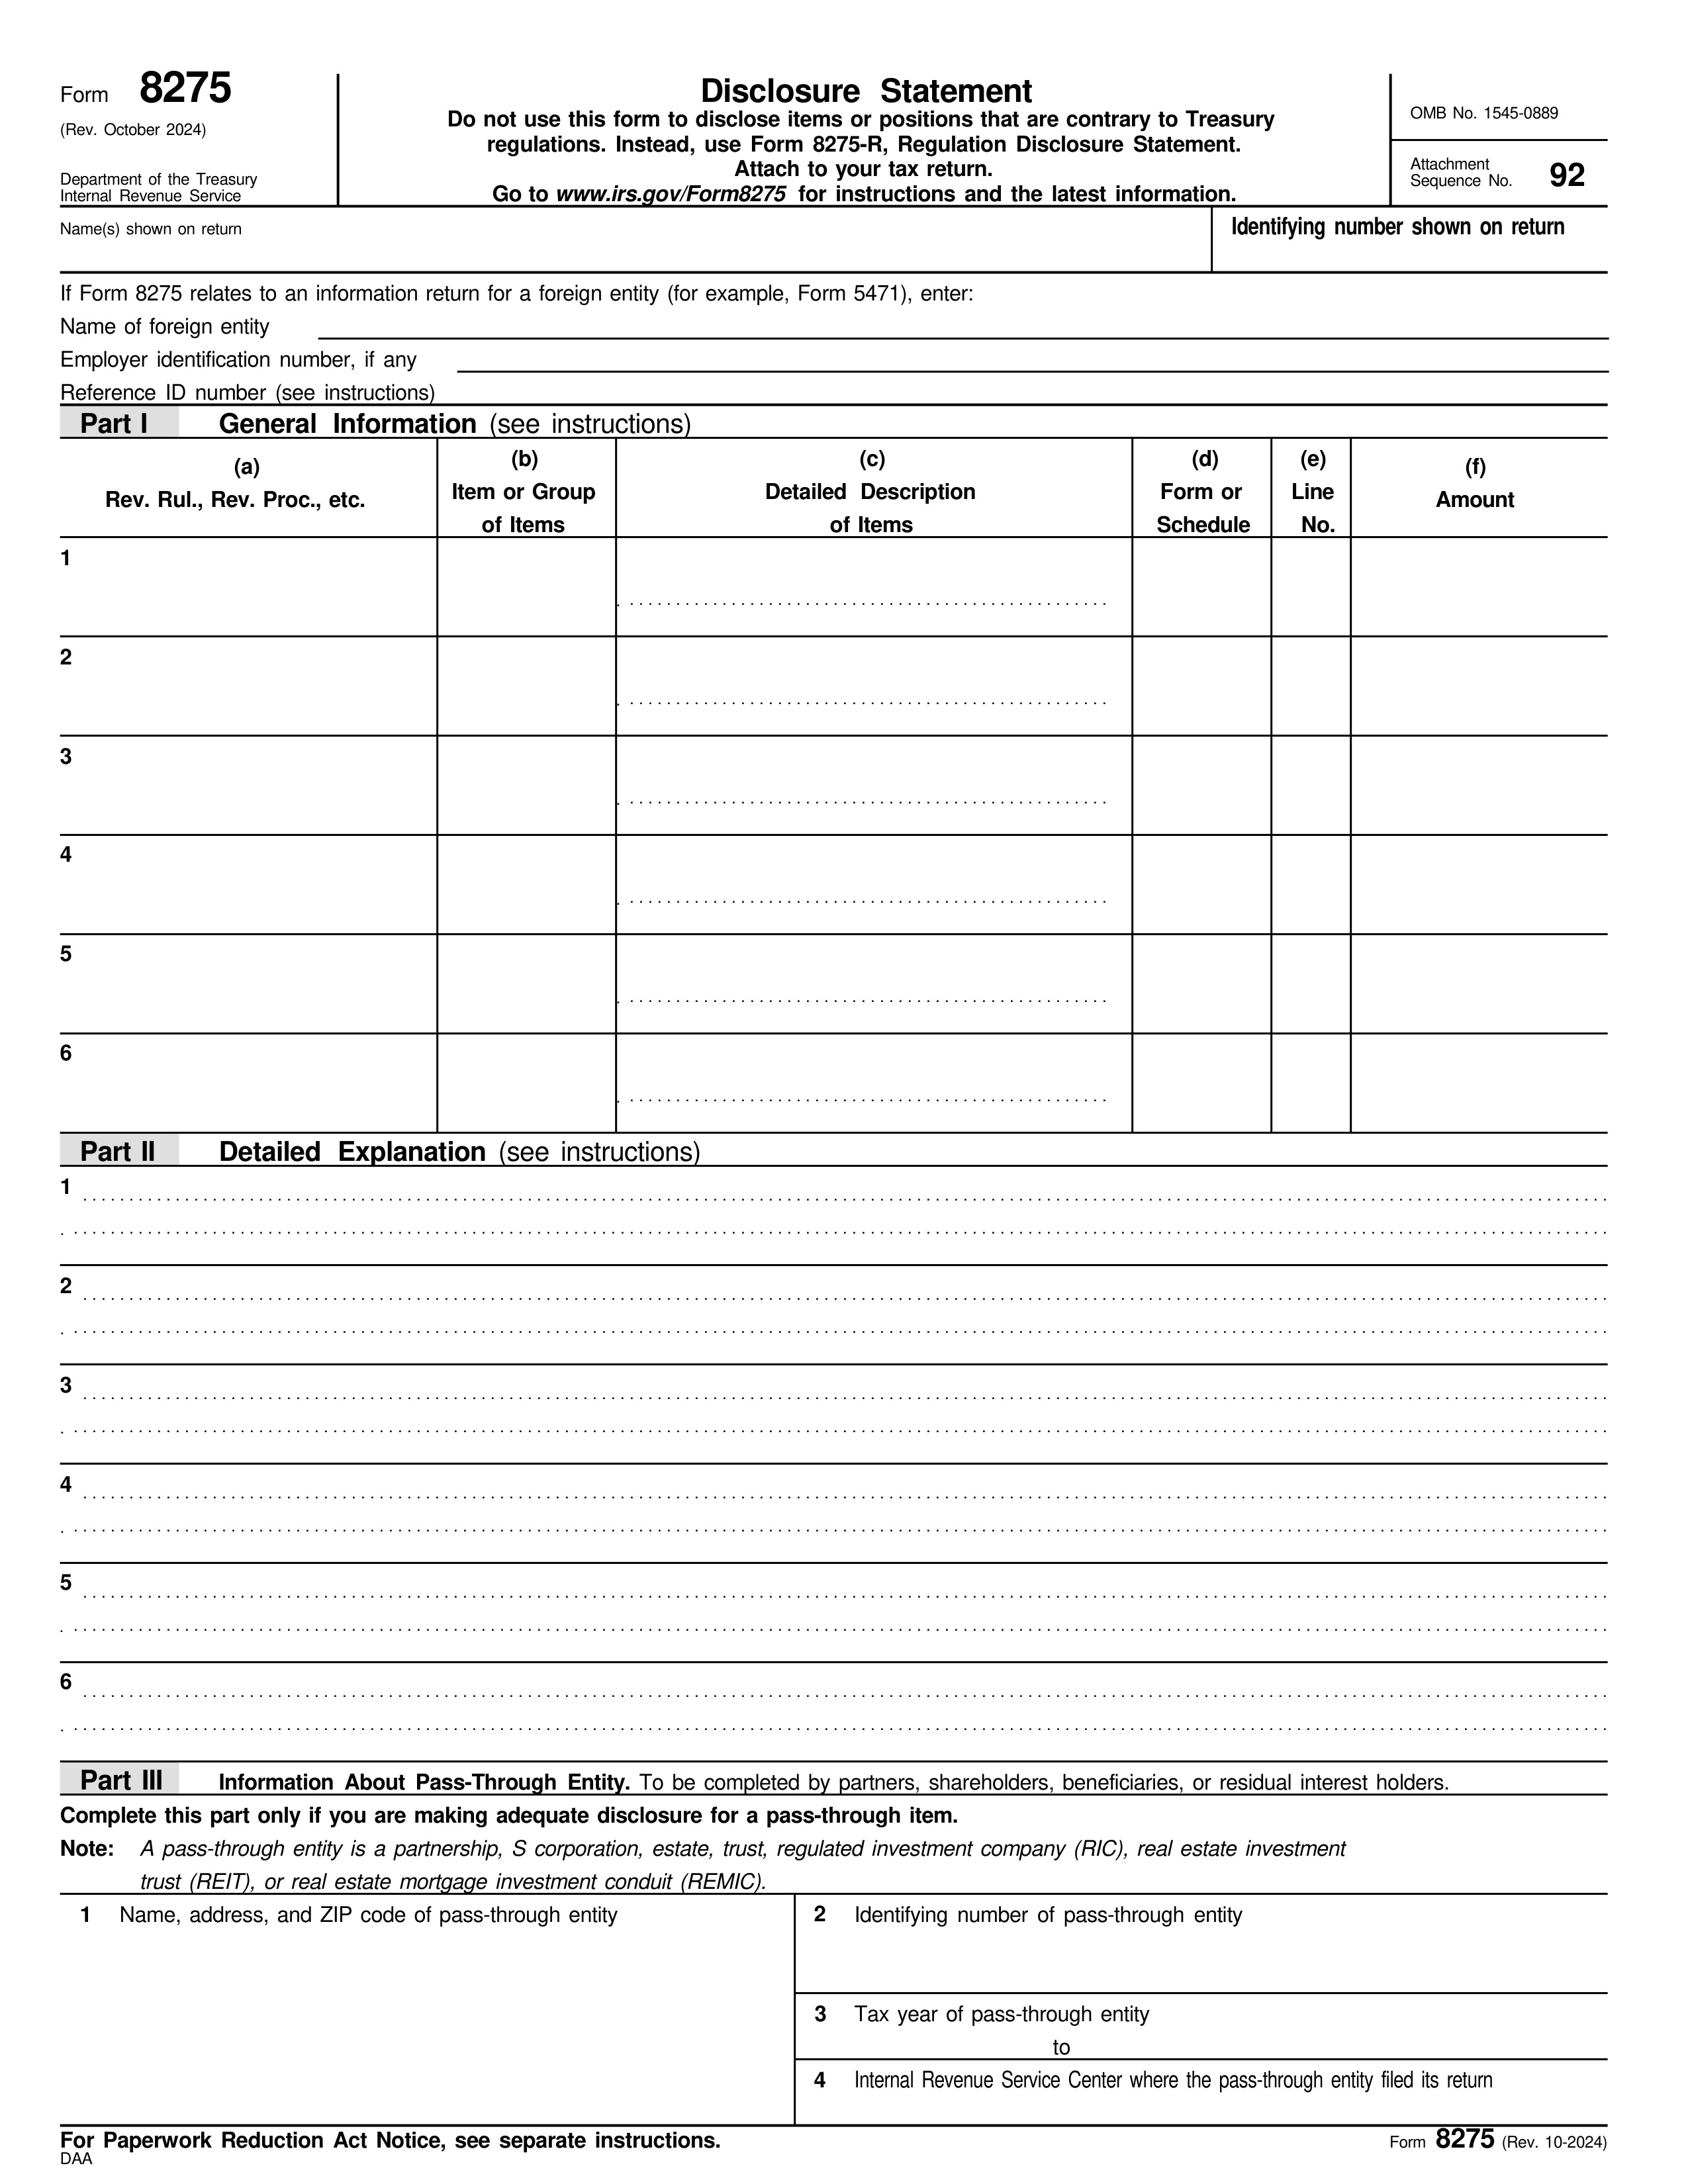 Form 8275
(Rev. October 2024)
Department of the Treasury
Internal Revenue Service
Disclosure Statement
Do not use this form to disclose items or positions that are contrary to Treasury
regulations. Instead, use Form 8275-R, Regulation Disclosure Statement.
Attach to your tax return.
Go to www.irs.gov/Form8275 for instructions and the latest information.
OMB No. 1545-0889
Attachment
Sequence No. 92
Name(s) shown on return
Identifying number shown on return
If Form 8275 relates to an information return for a foreign entity (for example, Form 5471), enter:
Name of foreign entity
Employer identification number, if any
Reference ID number (see instructions)
Part I General Information (see instructions)
(a)
Rev. Rul., Rev. Proc., etc.
(b)
Item or Group
of Items
(c)
Detailed Description
of Items
(d)
Form or
Schedule
(e)
Line
No.
(f)
Amount
1
2
3
4
5
6
Part II Detailed Explanation (see instructions)
1
2
3
4
5
6
Part III Information About Pass-Through Entity. To be completed by partners, shareholders, beneficiaries, or residual interest holders.
Complete this part only if you are making adequate disclosure for a pass-through item.
Note: A pass-through entity is a partnership, S corporation, estate, trust, regulated investment company (RIC), real estate investment
trust (REIT), or real estate mortgage investment conduit (REMIC).
1 Name, address, and ZIP code of pass-through entity
2 Identifying number of pass-through entity
3 Tax year of pass-through entity
to
4 Internal Revenue Service Center where the pass-through entity filed its return
For Paperwork Reduction Act Notice, see separate instructions.
DAA
Form 8275 (Rev. 10-2024)